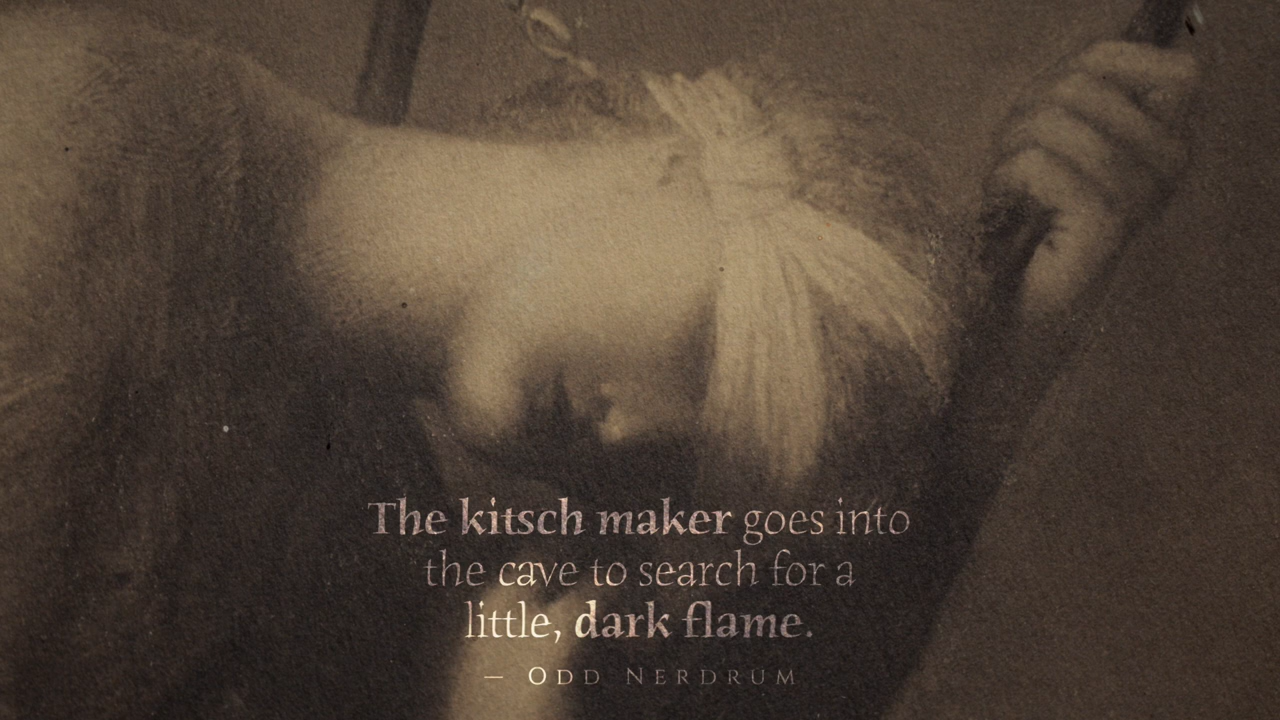 The kitsch maker goes into
the cave to search for a
little, dark flame.
— Odd Nerdrum